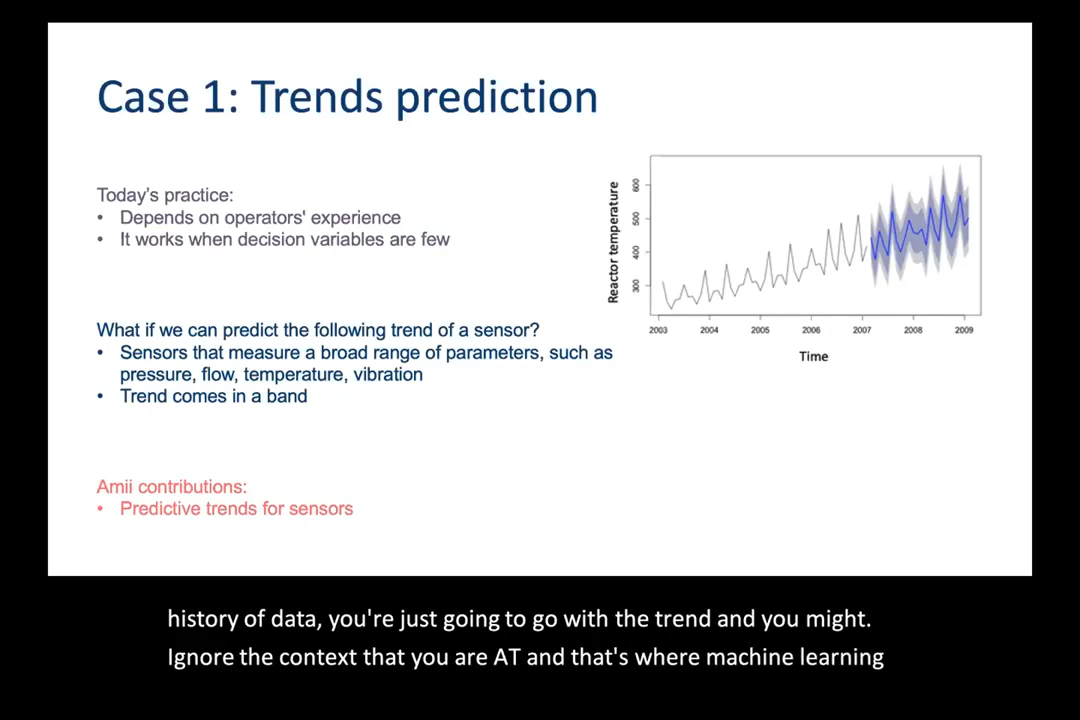 Case 1: Trends prediction
Today's practice:
• Depends on operators' experience
• It works when decision variables are few
What if we can predict the following trend of a sensor?
• Sensors that measure a broad range of parameters, such as
pressure, flow, temperature, vibration
• Trend comes in a band
Amii contributions:
• Predictive trends for sensors
Reactor temperature
600
500
400
300
2003 2004 2005 2006 2007 2008 2009
Time
history of data, you're just going to go with the trend and you might.
Ignore the context that you are AT and that's where machine learning